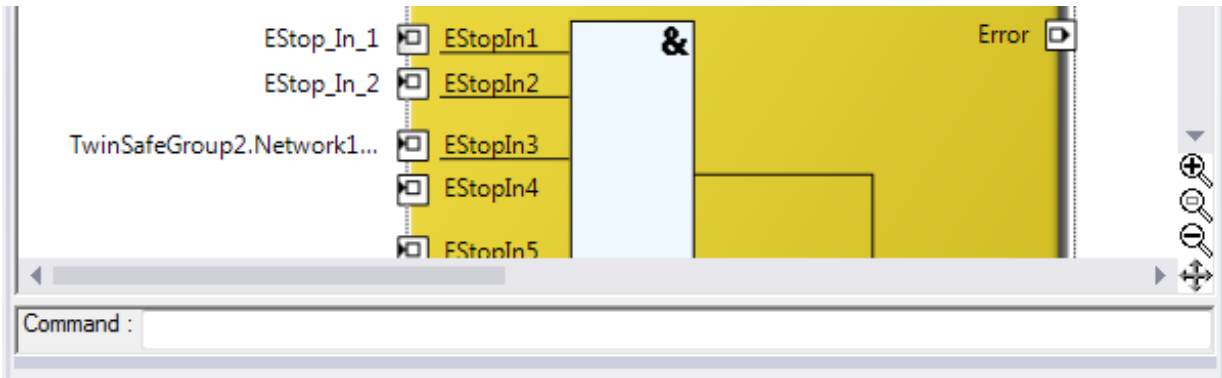 EStop_In_1 EStopIn1 & Error
EStop_In_2 EStopIn2
TwinSafeGroup2.Network1... EStopIn3
EStopIn4
EStopIn5
Command :